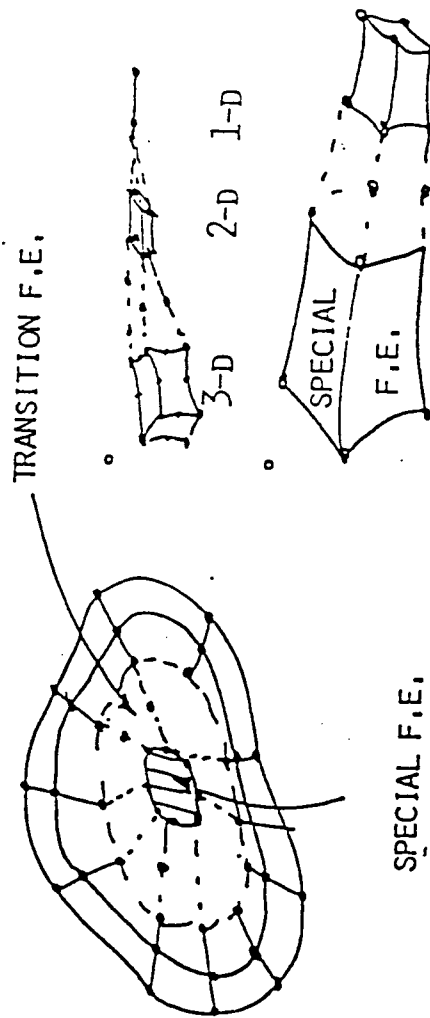 TRANSITION F.E.
3-D 2-D 1-D
SPECIAL
F.E.
SPECIAL F.E.